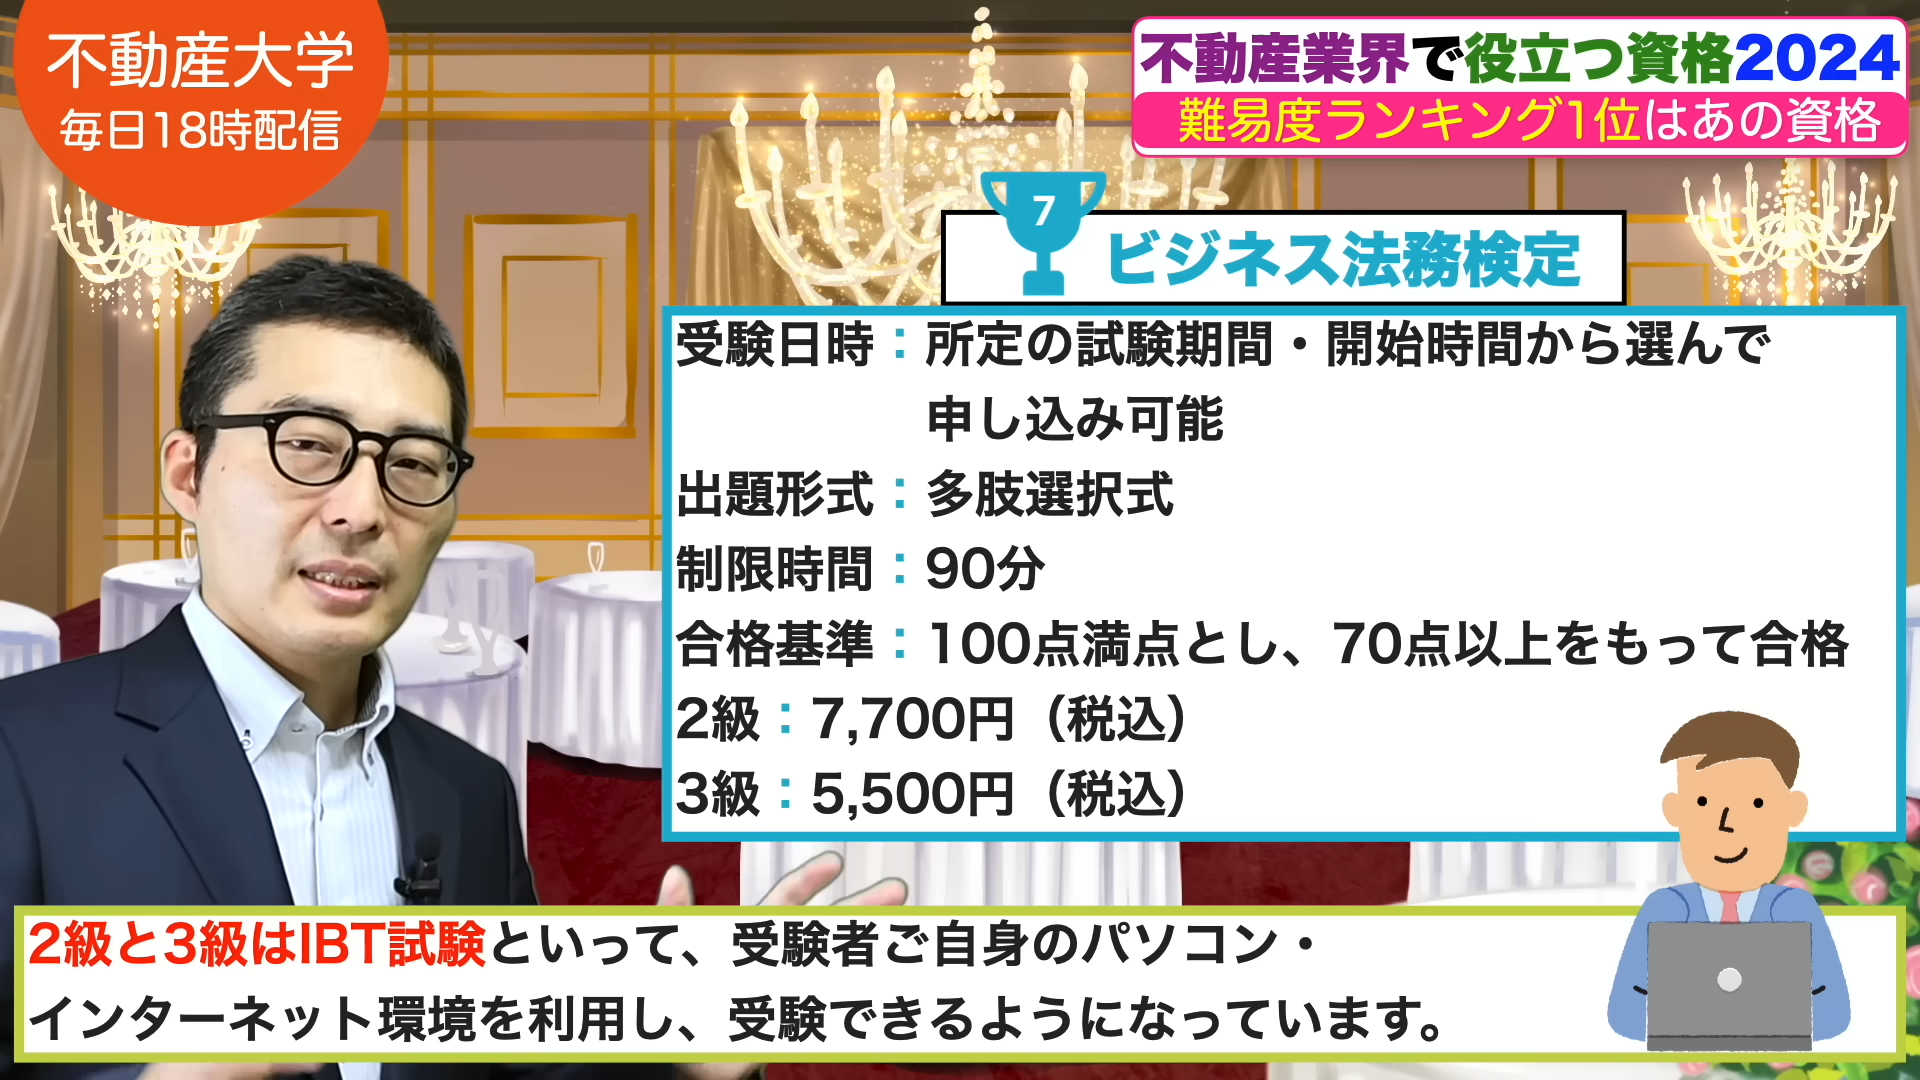 不動産大学
毎日18時配信
不動産業界で役立つ資格2024
難易度ランキング1位はあの資格
7
ビジネス法務検定
受験日時：所定の試験期間・開始時間から選んで
申し込み可能
出題形式：多肢選択式
制限時間：90分
合格基準：100点満点とし、70点以上をもって合格
2級：7,700円（税込）
3級：5,500円（税込）
2級と3級はIBT試験といって、受験者ご自身のパソコン・
インターネット環境を利用し、受験できるようになっています。